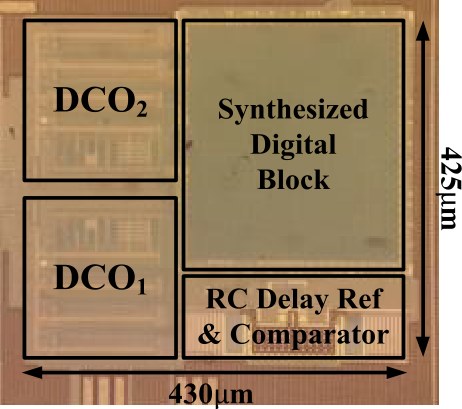 DCO₂
Synthesized
Digital
Block
425μm
DCO₁
RC Delay Ref
& Comparator
430μm